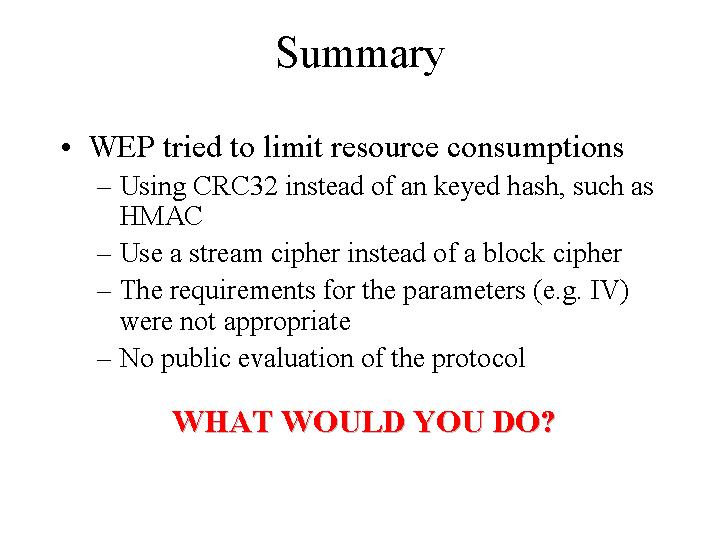 Summary
• WEP tried to limit resource consumptions
– Using CRC 32 instead of an keyed hash, such as
HMAC
– Use a stream cipher instead of a block cipher
– The requirements for the parameters (e. g. IV)
were not appropriate
– No public evaluation of the protocol
WHAT WOULD YOU DO?